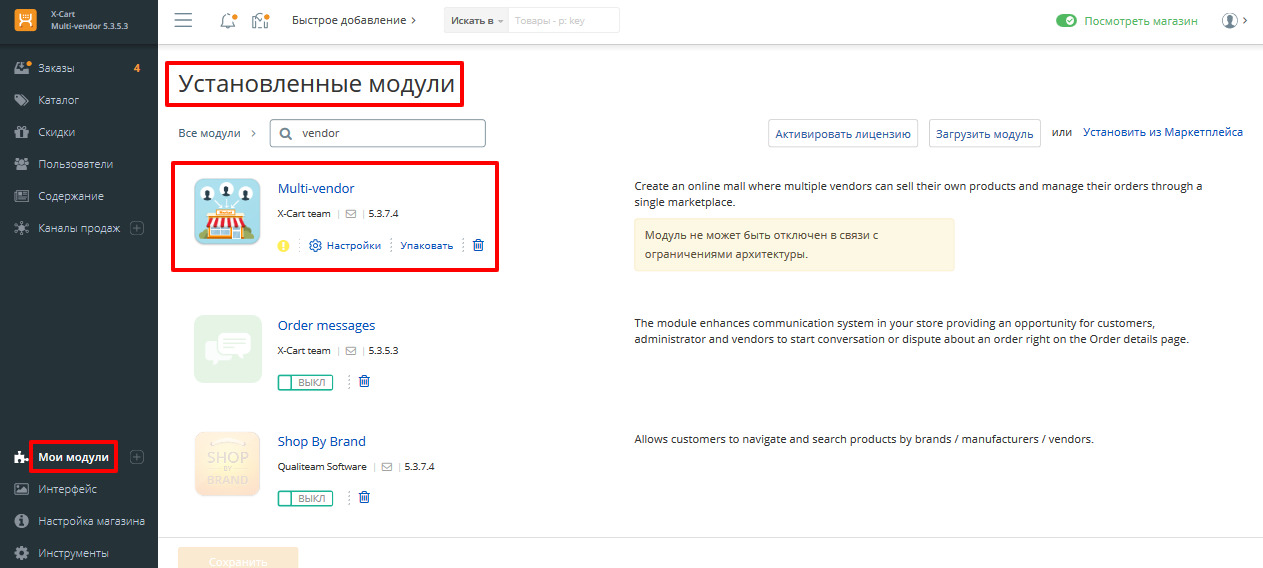 X-Cart
Multi-vendor 5.3.5.3
Быстрое добавление
Искать в
Товары - p: key
Посмотреть магазин
Заказы
4
Каталог
Скидки
Пользователи
Содержание
Каналы продаж
Мои модули
Интерфейс
Настройка магазина
Инструменты
Установленные модули
Все модули
vendor
Активировать лицензию
Загрузить модуль
или
Установить из Маркетплейса
Multi-vendor
X-Cart team
5.3.7.4
Настройки
Упаковать
Create an online mall where multiple vendors can sell their own products and manage their orders through a
single marketplace.
Модуль не может быть отключен в связи с
ограничениями архитектуры.
Order messages
X-Cart team
5.3.5.3
ВЫКЛ
The module enhances communication system in your store providing an opportunity for customers,
administrator and vendors to start conversation or dispute about an order right on the Order details page.
SHOP
BY
BRAND
Shop By Brand
Qualiteam Software
5.3.7.4
ВЫКЛ
Allows customers to navigate and search products by brands / manufacturers / vendors.
Сохранить